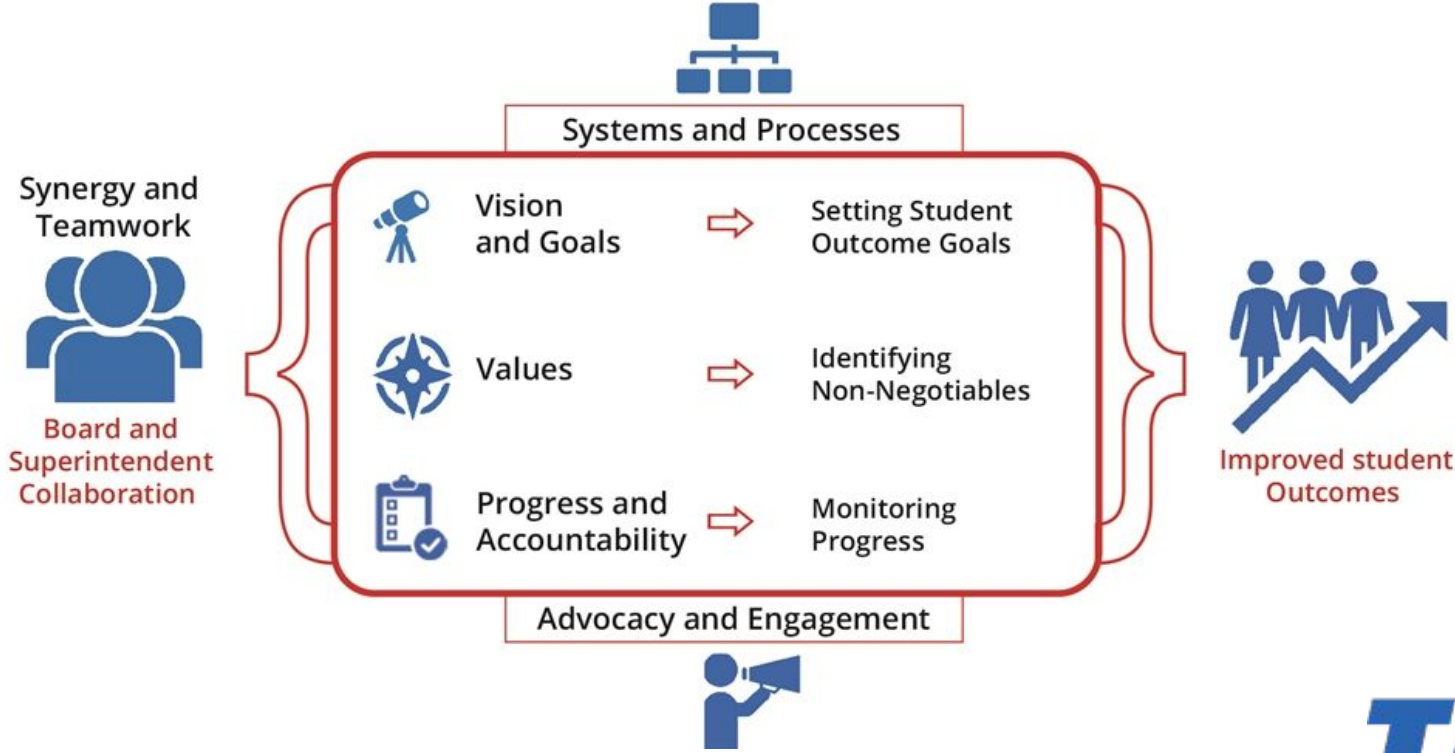 Systems and Processes
Synergy and
Teamwork
Board and
Superintendent
Collaboration
Vision
and Goals
Setting Student
Outcome Goals
Values
Identifying
Non-Negotiables
Progress and
Accountability
Monitoring
Progress
Improved student
Outcomes
Advocacy and Engagement